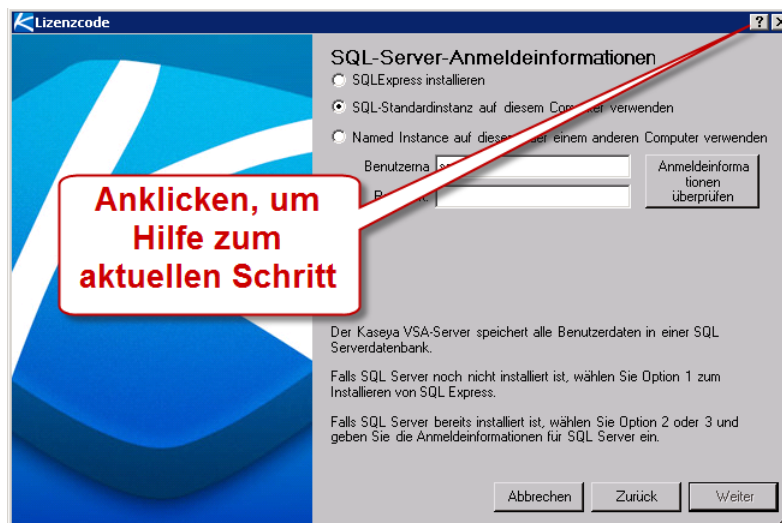 Lizenzcode
SQL-Server-Anmeldeinformationen
SQLExpress installieren
SQL-Standardinstanz auf diesem Computer verwenden
Named Instance auf diesem oder einem anderen Computer verwenden
Benutzerna
Anmeldeinforma
tionen
überprüfen
Anklicken, um
Hilfe zum
aktuellen Schritt
Der Kaseya VSA-Server speichert alle Benutzerdaten in einer SQL
Serverdatenbank.
Falls SQL Server noch nicht installiert ist, wählen Sie Option 1 zum
Installieren von SQL Express.
Falls SQL Server bereits installiert ist, wählen Sie Option 2 oder 3 und
geben Sie die Anmeldeinformationen für SQL Server ein.
Abbrechen
Zurück
Weiter